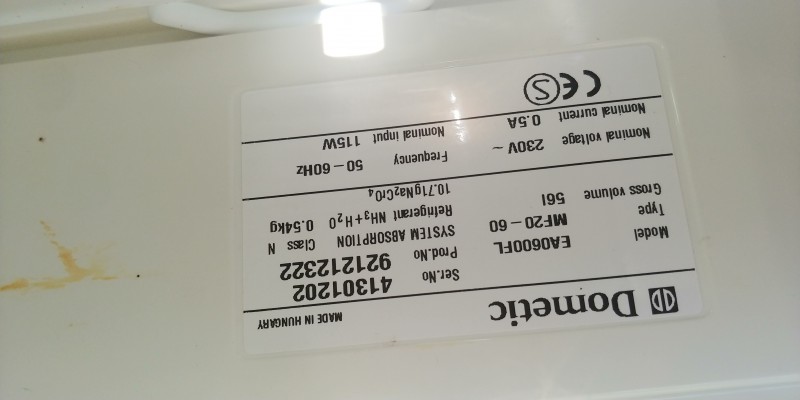 Dometic MADE IN HUNGARY
Model EA0600FL Ser.No 41301202
Type MF20-60 Prod.No. 921212322
Gross volume 56l SYSTEM ABSORPTION Class N
Refrigerant NH3+H2O 0.54kg
10.71gNa2CrO4
Nominal voltage 230V ~ Frequency 50-60Hz
Nominal current 0.5A Nominal input 115W
CE S